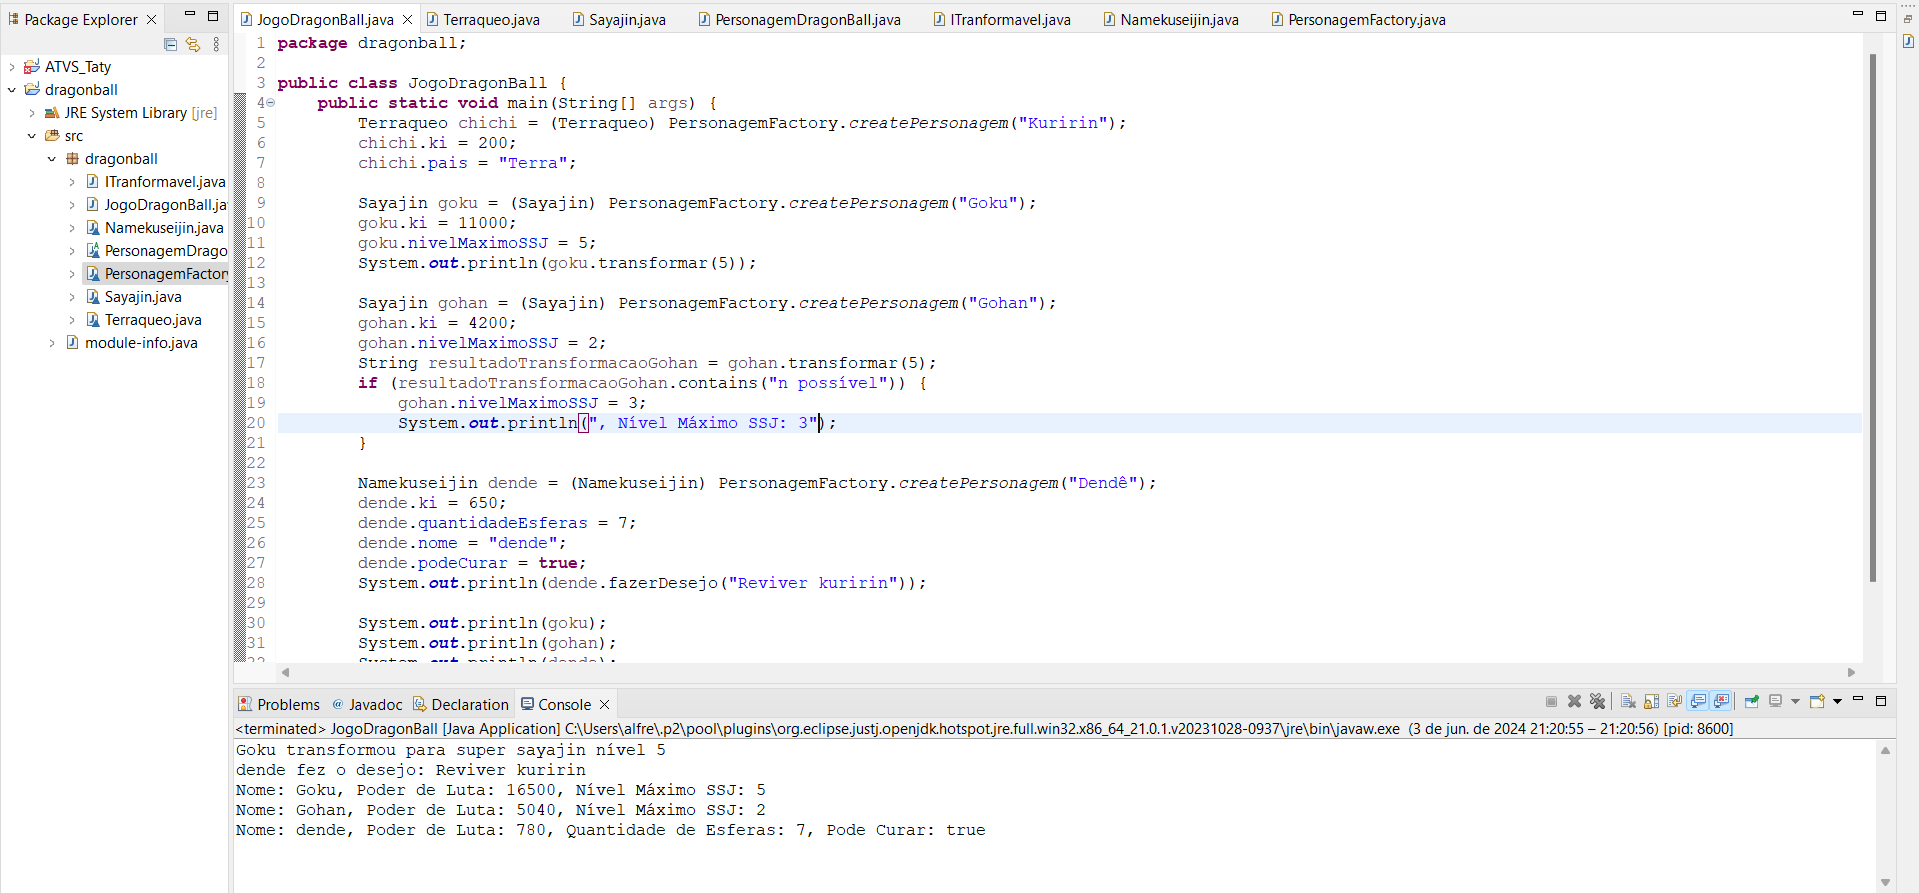 Package Explorer
ATVS_Taty
dragonball
JRE System Library [jre]
src
dragonball
ITranformavel.java
JogoDragonBall.ja
Namekuseijin.java
PersonagemDrago
PersonagemFactory
Sayajin.java
Terraqueo.java
module-info.java
JogoDragonBall.java Terraqueo.java Sayajin.java PersonagemDragonBall.java ITranformavel.java Namekuseijin.java PersonagemFactory.java
1 package dragonball;
2
3 public class JogoDragonBall {
4 public static void main(String[] args) {
5 Terraqueo chichi = (Terraqueo) PersonagemFactory.createPersonagem("Kuririn");
6 chichi.ki = 200;
7 chichi.pais = "Terra";
8
9 Sayajin goku = (Sayajin) PersonagemFactory.createPersonagem("Goku");
10 goku.ki = 11000;
11 goku.nivelMaximoSSJ = 5;
12 System.out.println(goku.transformar(5));
13
14 Sayajin gohan = (Sayajin) PersonagemFactory.createPersonagem("Gohan");
15 gohan.ki = 4200;
16 gohan.nivelMaximoSSJ = 2;
17 String resultadoTransformacaoGohan = gohan.transformar(5);
18 if (resultadoTransformacaoGohan.contains("n possível")) {
19 gohan.nivelMaximoSSJ = 3;
20 System.out.println(", Nível Máximo SSJ: 3");
21 }
22
23 Namekuseijin dende = (Namekuseijin) PersonagemFactory.createPersonagem("Dendê");
24 dende.ki = 650;
25 dende.quantidadeEsferas = 7;
26 dende.nome = "dende";
27 dende.podeCurar = true;
28 System.out.println(dende.fazerDesejo("Reviver kuririn"));
29
30 System.out.println(goku);
31 System.out.println(gohan);
32 System.out.println(dende);
Problems @ Javadoc Declaration Console
<terminated> JogoDragonBall [Java Application] C:\Users\alfre\.p2\pool\plugins\org.eclipse.justj.openjdk.hotspot.jre.full.win32.x86_64_21.0.1.v20231028-0937\jre\bin\javaw.exe (3 de jun. de 2024 21:20:55 – 21:20:56) [pid: 8600]
Goku transformou para super sayajin nível 5
dende fez o desejo: Reviver kuririn
Nome: Goku, Poder de Luta: 16500, Nível Máximo SSJ: 5
Nome: Gohan, Poder de Luta: 5040, Nível Máximo SSJ: 2
Nome: dende, Poder de Luta: 780, Quantidade de Esferas: 7, Pode Curar: true